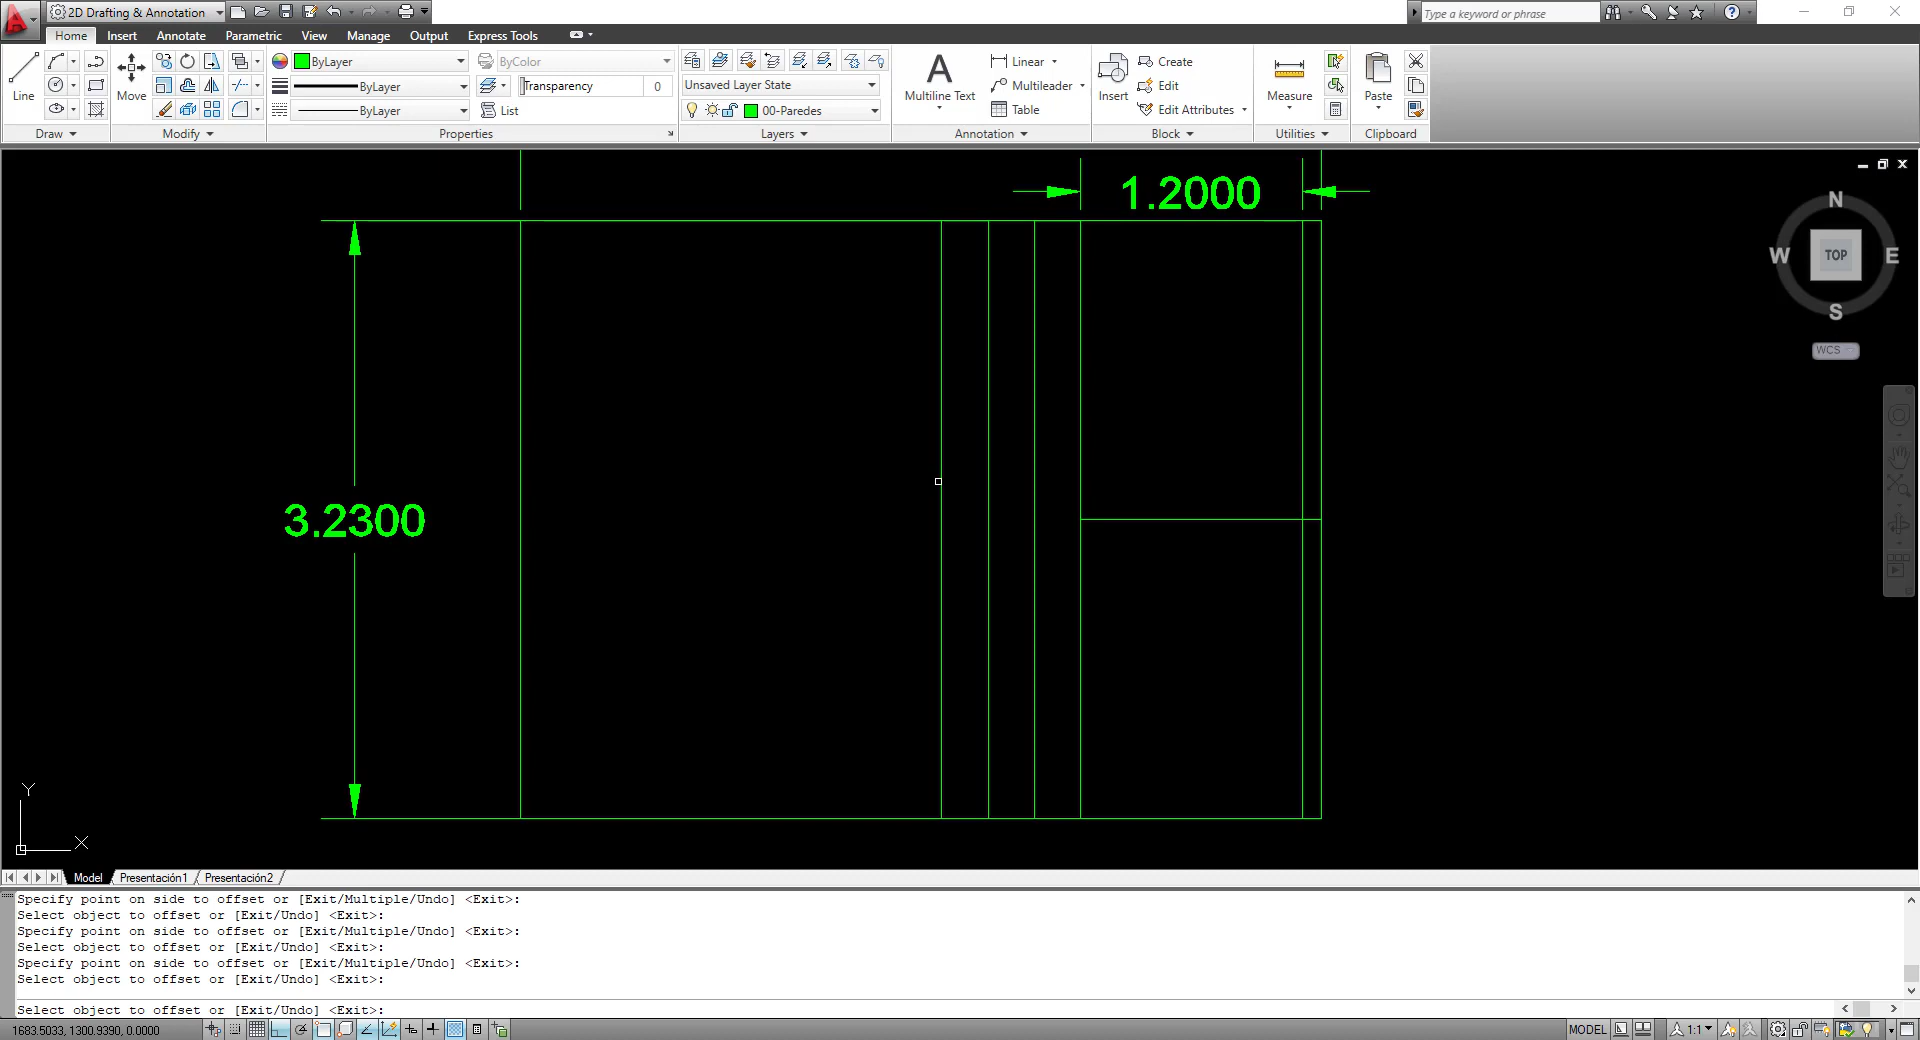 2D Drafting & Annotation
Type a keyword or phrase
Home Insert Annotate Parametric View Manage Output Express Tools
ByLayer ByColor
Unsaved Layer State
Linear
Create
Line Move
ByLayer Transparency 0
Multiline Text
Multileader
Insert
Edit
Measure
Paste
ByLayer List
00-Paredes
Table
Edit Attributes
Draw Modify Properties Layers Annotation Block Utilities Clipboard
1.2000
N
W TOP E
S
WCS
3.2300
Y
X
Model Presentación1 Presentación2
Specify point on side to offset or [Exit/Multiple/Undo] <Exit>:
Select object to offset or [Exit/Undo] <Exit>:
Specify point on side to offset or [Exit/Multiple/Undo] <Exit>:
Select object to offset or [Exit/Undo] <Exit>:
Specify point on side to offset or [Exit/Multiple/Undo] <Exit>:
Select object to offset or [Exit/Undo] <Exit>:
Select object to offset or [Exit/Undo] <Exit>:
1683.5033, 1300.9390, 0.0000
MODEL 1:1